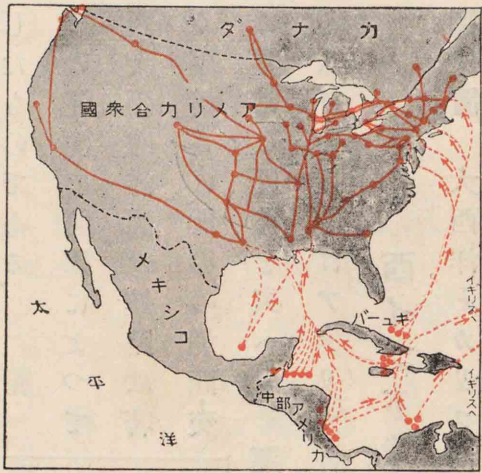 カナダ
アメリカ合衆國
メキシコ
太平洋
キューバ
中部アメリカ
イギリスへ
イギリスへ